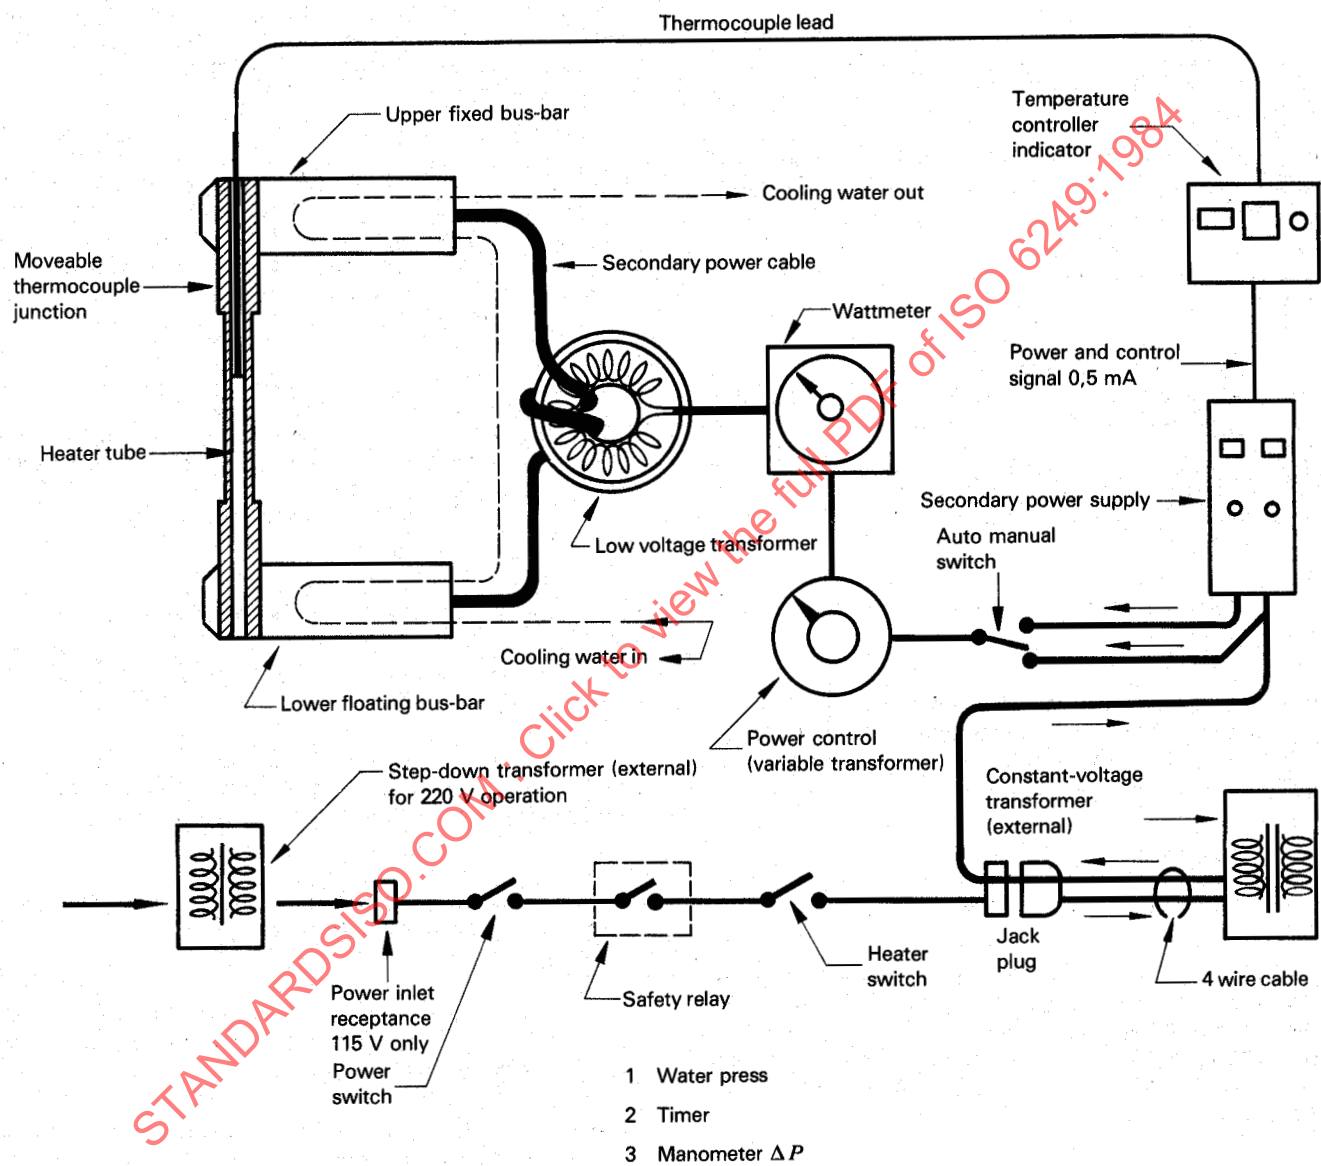 Thermocouple lead
Upper fixed bus-bar
Temperature
controller
indicator
Cooling water out
Moveable
thermocouple
junction
Secondary power cable
Wattmeter
Power and control
signal 0,5 mA
Heater tube
Secondary power supply
Auto manual
switch
Low voltage transformer
Cooling water in
Lower floating bus-bar
Power control
(variable transformer)
Step-down transformer (external)
for 220 V operation
Constant-voltage
transformer
(external)
Jack
plug
Heater
switch
4 wire cable
Safety relay
Power inlet
receptance
115 V only
Power
switch
1 Water press
2 Timer
3 Manometer Δ P
STANDARDSISO.COM : Click to view the full PDF of ISO 6249:1984